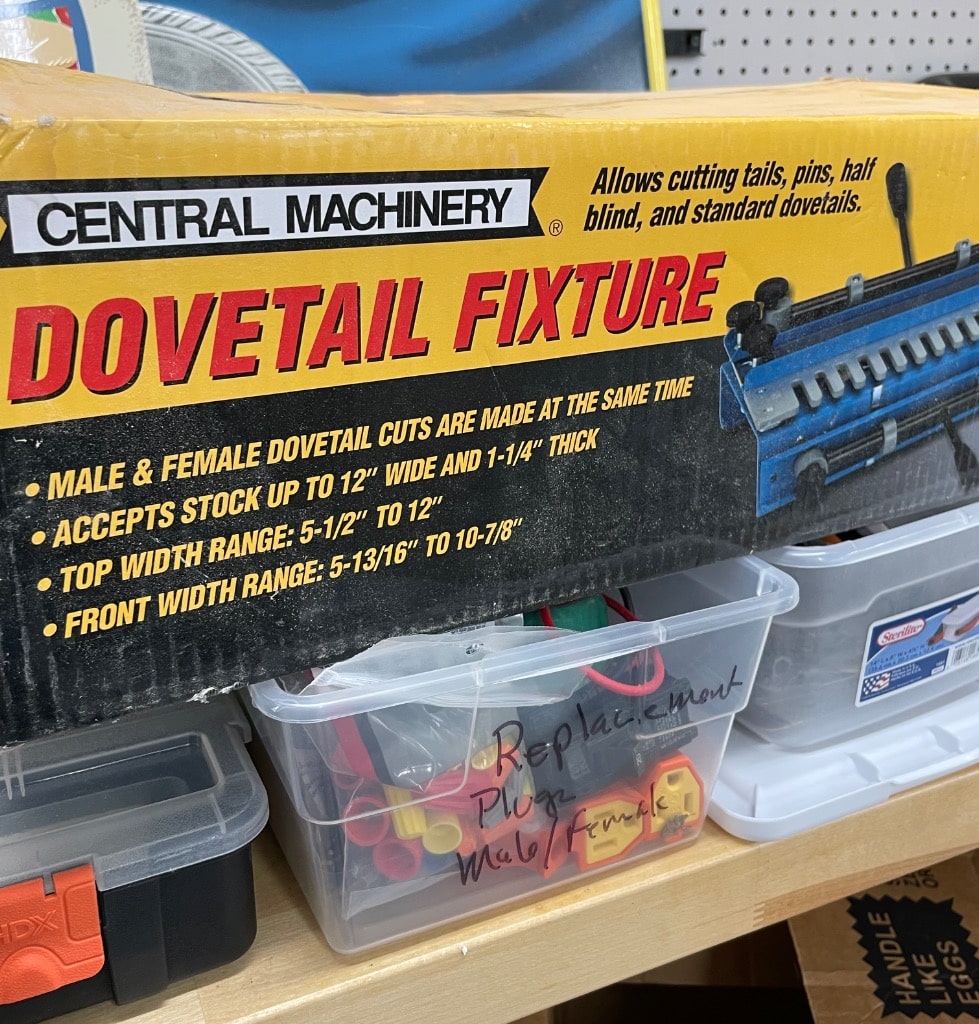 CENTRAL MACHINERY ®
Allows cutting tails, pins, half
blind, and standard dovetails.
DOVETAIL FIXTURE
• MALE & FEMALE DOVETAIL CUTS ARE MADE AT THE SAME TIME
• ACCEPTS STOCK UP TO 12" WIDE AND 1-1/4" THICK
• TOP WIDTH RANGE: 5-1/2" TO 12"
• FRONT WIDTH RANGE: 5-13/16" TO 10-7/8"
Sterilite
Replacement
Plugs
Male/Female
HDX
HANDLE
LIKE
EGGS
OR